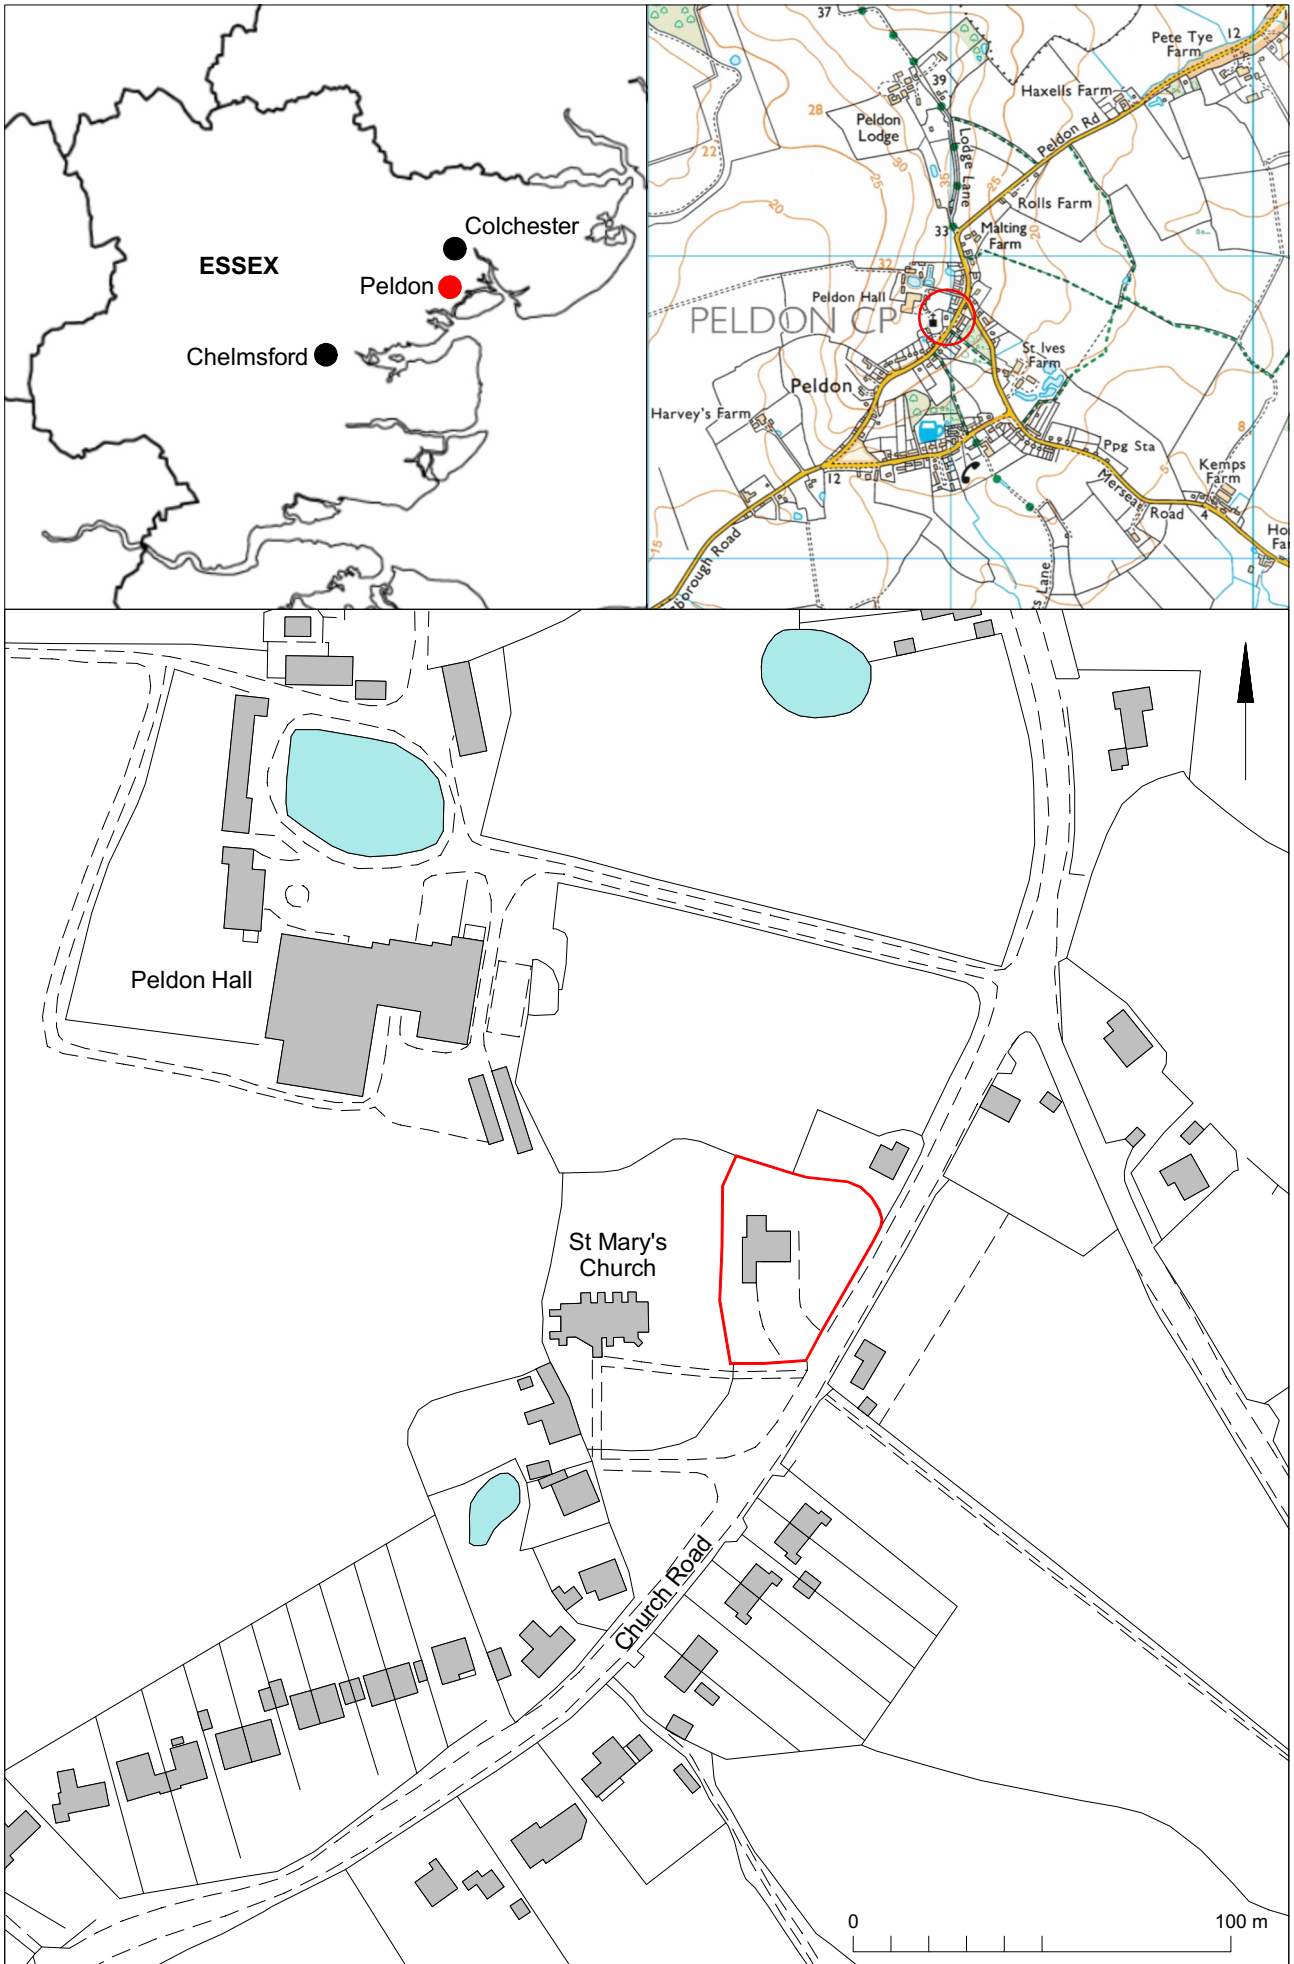 Colchester
ESSEX
Peldon
Chelmsford
37
12
Pete Tye
Farm
39
Haxells Farm
28
Peldon
Lodge
Peldon Rd
22
Lodge Lane
30
25
35
25
20
Rolls Farm
33
Malting
Farm
20
32
Peldon Hall
PELDON CP
St Ives
Farm
Peldon
Harvey's Farm
8
Ppg Sta
Kemps
Farm
12
5
Mersea
Road
4
15
borough Road
Lane
Peldon Hall
St Mary's
Church
Church Road
0
100 m